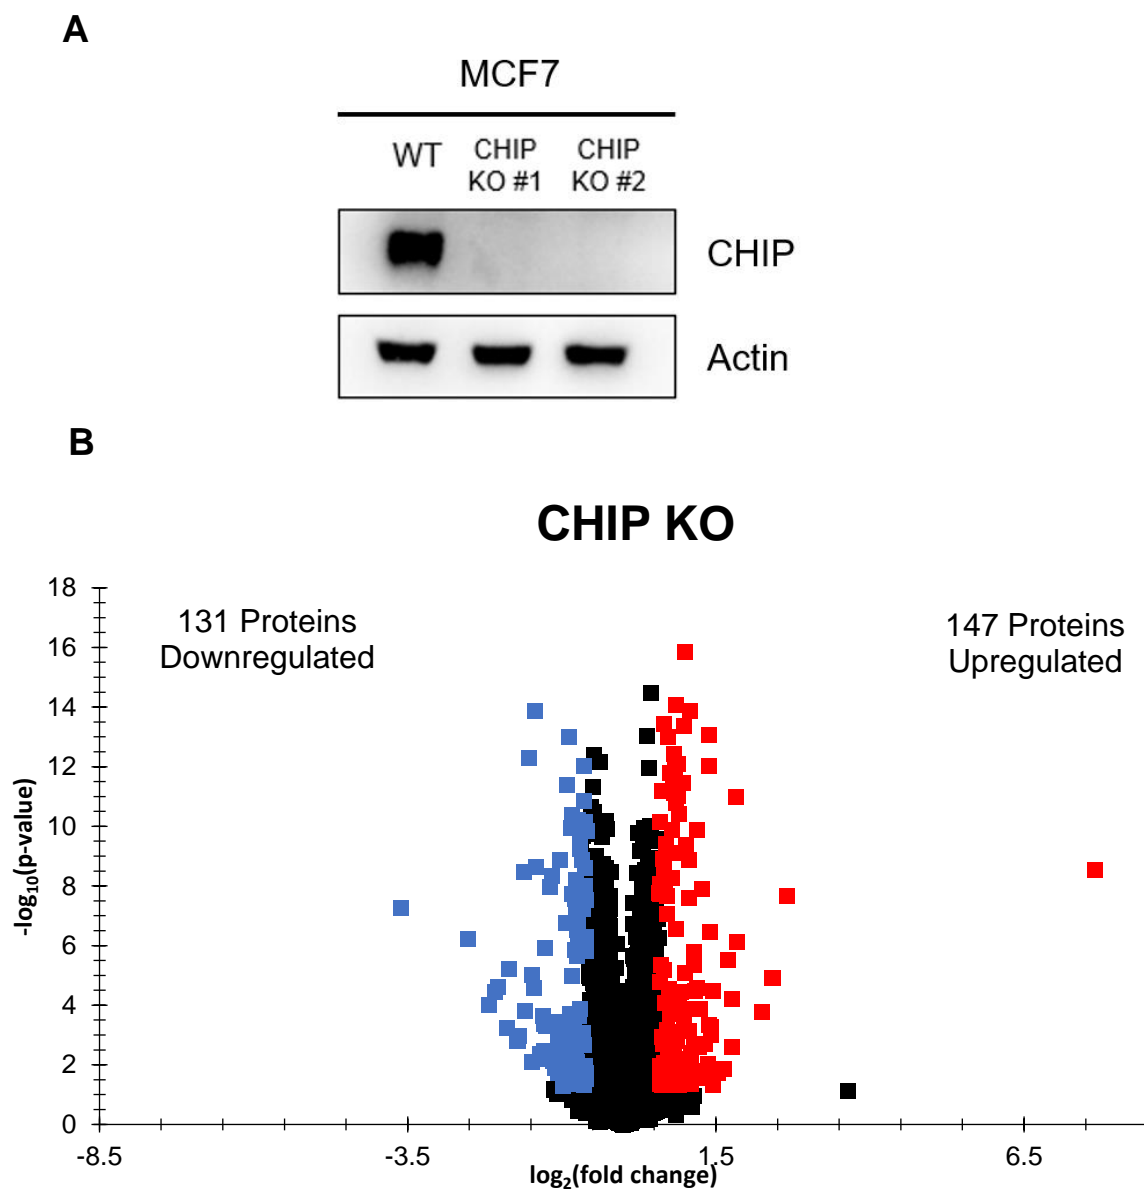 A
MCF7
WT
CHIP
KO #1
CHIP
KO #2
CHIP
Actin
B
CHIP KO
131 Proteins
Downregulated
147 Proteins
Upregulated
18
16
14
12
10
8
6
4
2
0
-log10(p-value)
-8.5
-3.5
1.5
6.5
log2(fold change)